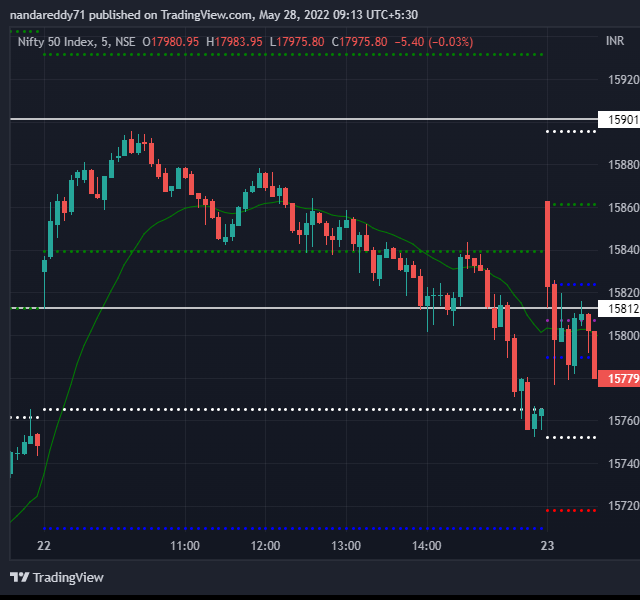 nandareddy71 published on TradingView.com, May 28, 2022 09:13 UTC+5:30
Nifty 50 Index, 5, NSE O17980.95 H17983.95 L17975.80 C17975.80 −5.40 (−0.03%)
INR
15920
15901
15880
15860
15840
15820
15812
15800
15779
15760
15740
15720
22 11:00 12:00 13:00 14:00 23
TradingView